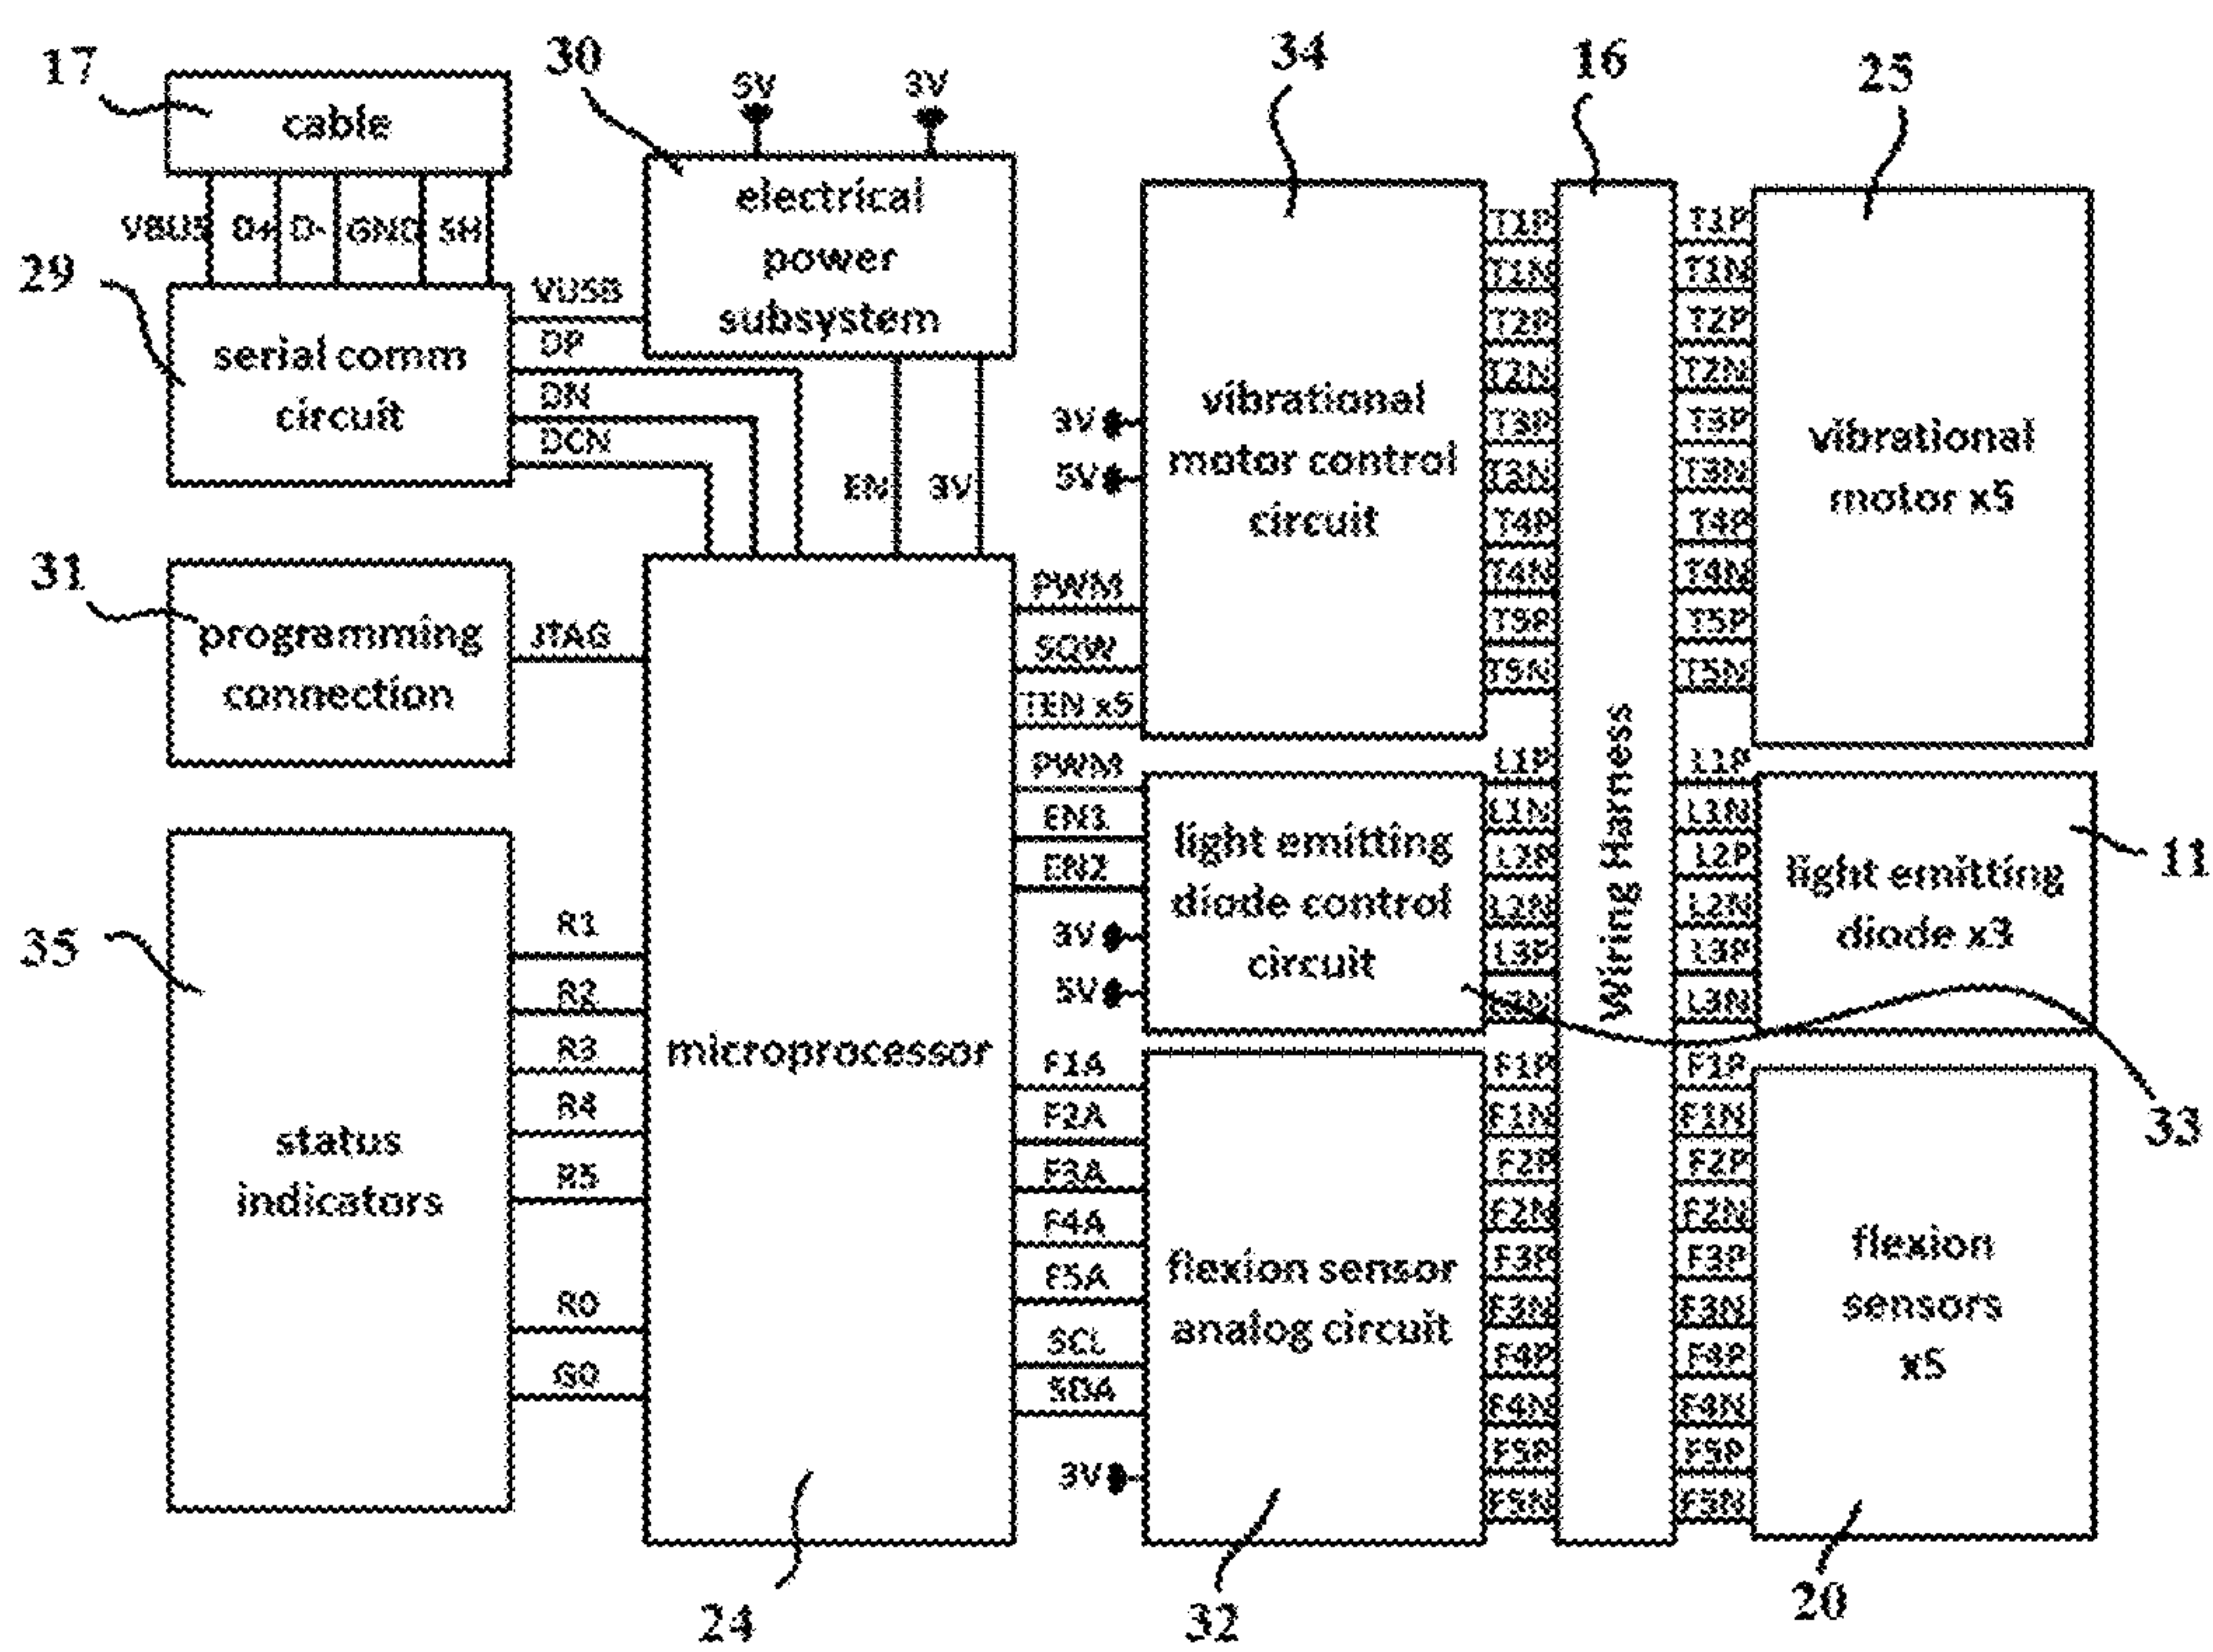 17
cable
VBUS D+ D- GND SH
29
serial comm
circuit
VUSB
DP
DN
DCN
30
5V 3V
electrical
power
subsystem
EN 3V
31
programming
connection
JTAG
35
status
indicators
R1
R2
R3
R4
R5
R0
G0
microprocessor
24
PWM
SQW
TEN x5
PWM
EN1
EN2
F1A
F2A
F3A
F4A
F5A
SCL
SDA
34
3V
5V
vibrational
motor control
circuit
3V
5V
light emitting
diode control
circuit
3V
flexion sensor
analog circuit
32
T1P
T1N
T2P
T2N
T3P
T3N
T4P
T4N
T5P
T5N
L1P
L1N
L2P
L2N
L3P
L3N
F1P
F1N
F2P
F2N
F3P
F3N
F4P
F4N
F5P
F5N
16
Wiring Harness
T1P
T1N
T2P
T2N
T3P
T3N
T4P
T4N
T5P
T5N
L1P
L1N
L2P
L2N
L3P
L3N
F1P
F1N
F2P
F2N
F3P
F3N
F4P
F4N
F5P
F5N
25
vibrational
motor x5
light emitting
diode x3
11
33
flexion
sensors
x5
20